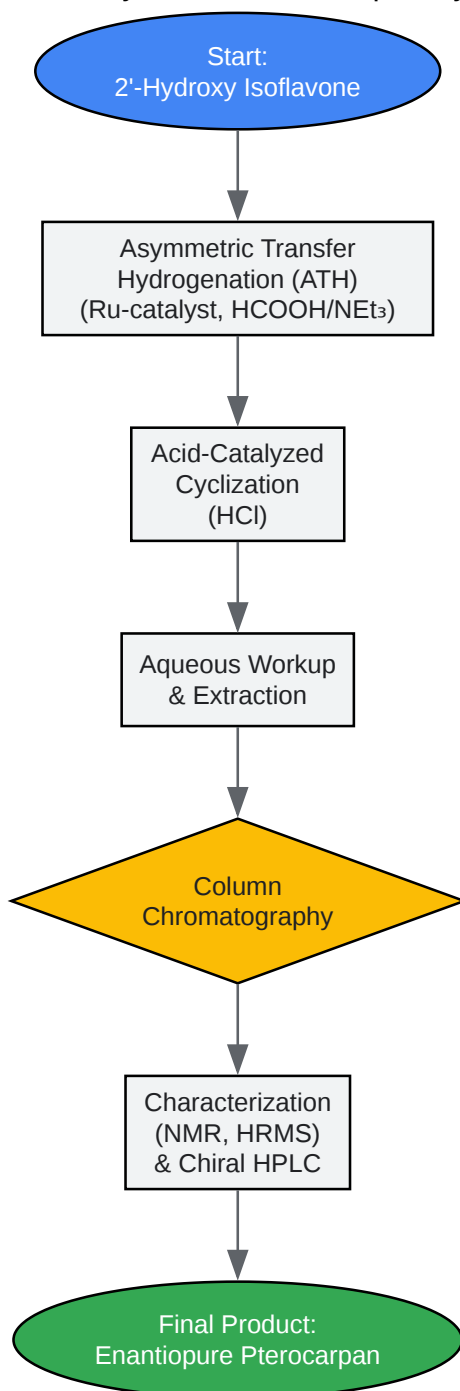 Start:
2'-Hydroxy Isoflavone
Asymmetric Transfer
Hydrogenation (ATH)
(Ru-catalyst, HCOOH/NEt₃)
Acid-Catalyzed
Cyclization
(HCl)
Aqueous Workup
& Extraction
Column
Chromatography
Characterization
(NMR, HRMS)
& Chiral HPLC
Final Product:
Enantiopure Pterocarpan